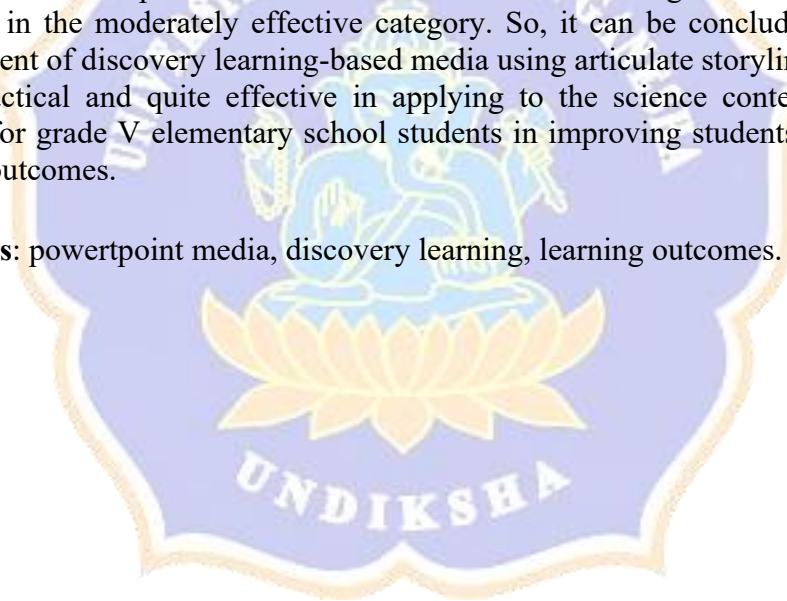 in the moderately effective category. So, it can be conclud
ent of discovery learning-based media using articulate storylin
ctical and quite effective in applying to the science conte
for grade V elementary school students in improving students
outcomes.
s: powertpoint media, discovery learning, learning outcomes.
UNDIKSHA